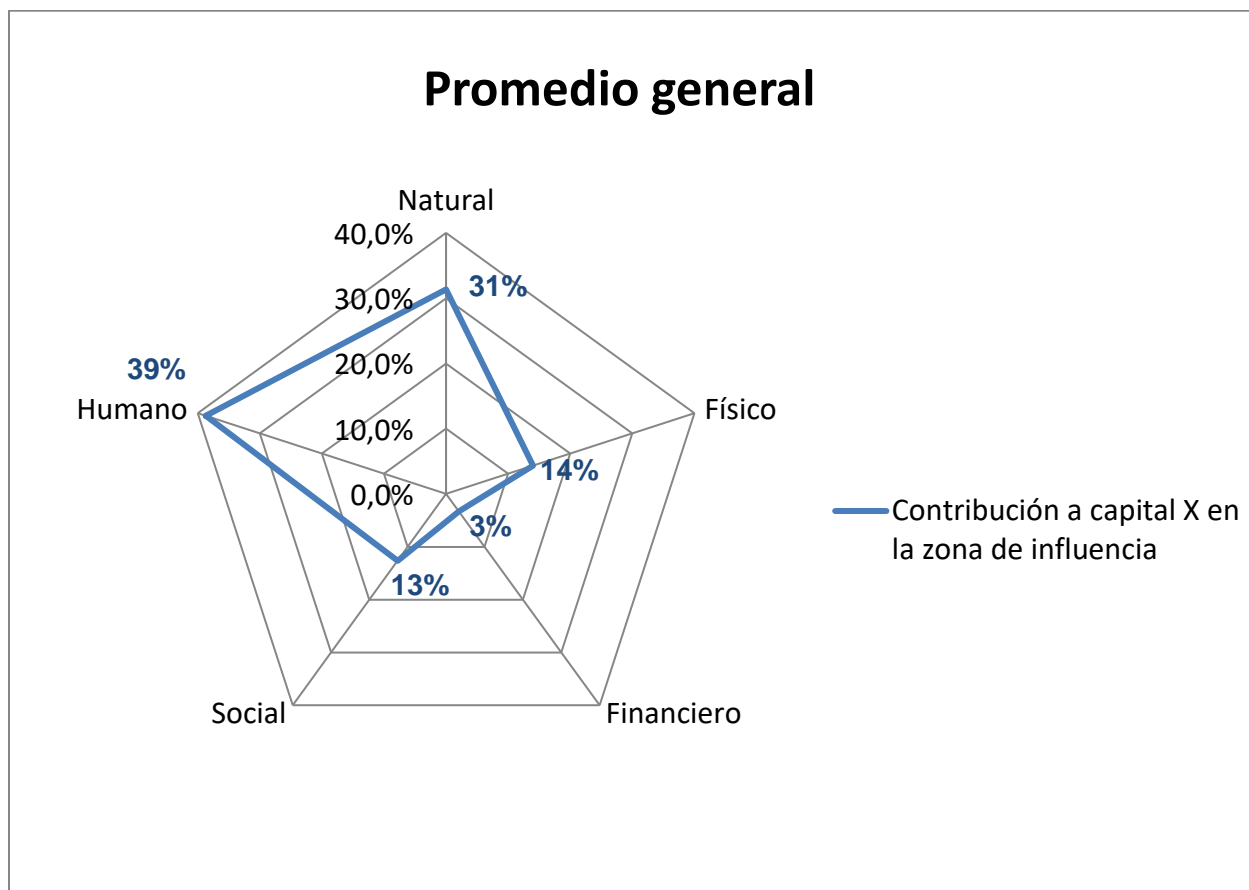 Promedio general
Natural
40,0%
31%
30,0%
39%
20,0%
Humano
Físico
10,0%
14%
0,0%
3%
Contribución a capital X en
la zona de influencia
13%
Social
Financiero